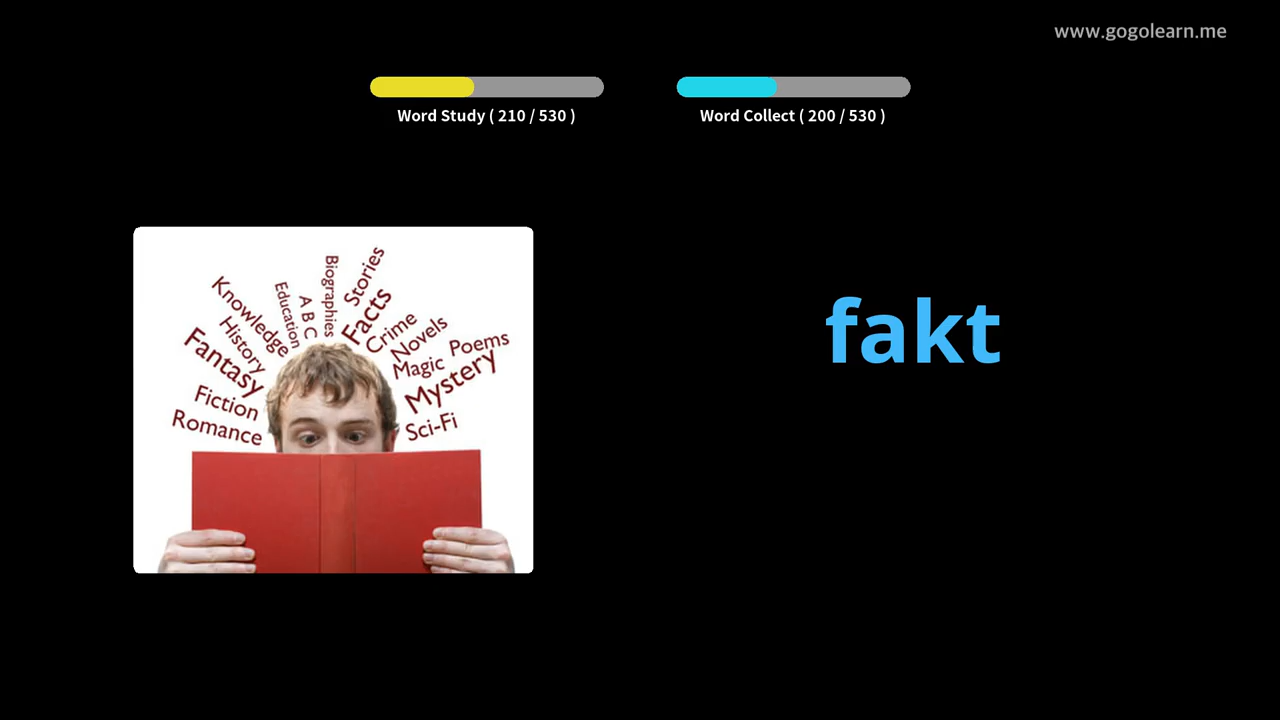 www.gogolearn.me
Word Study ( 210 / 530 )
Word Collect ( 200 / 530 )
Knowledge
Education
A B C
Biographies
Stories
Facts
Crime
Novels
Poems
Magic
Mystery
Sci-Fi
History
Fantasy
Fiction
Romance
fakt